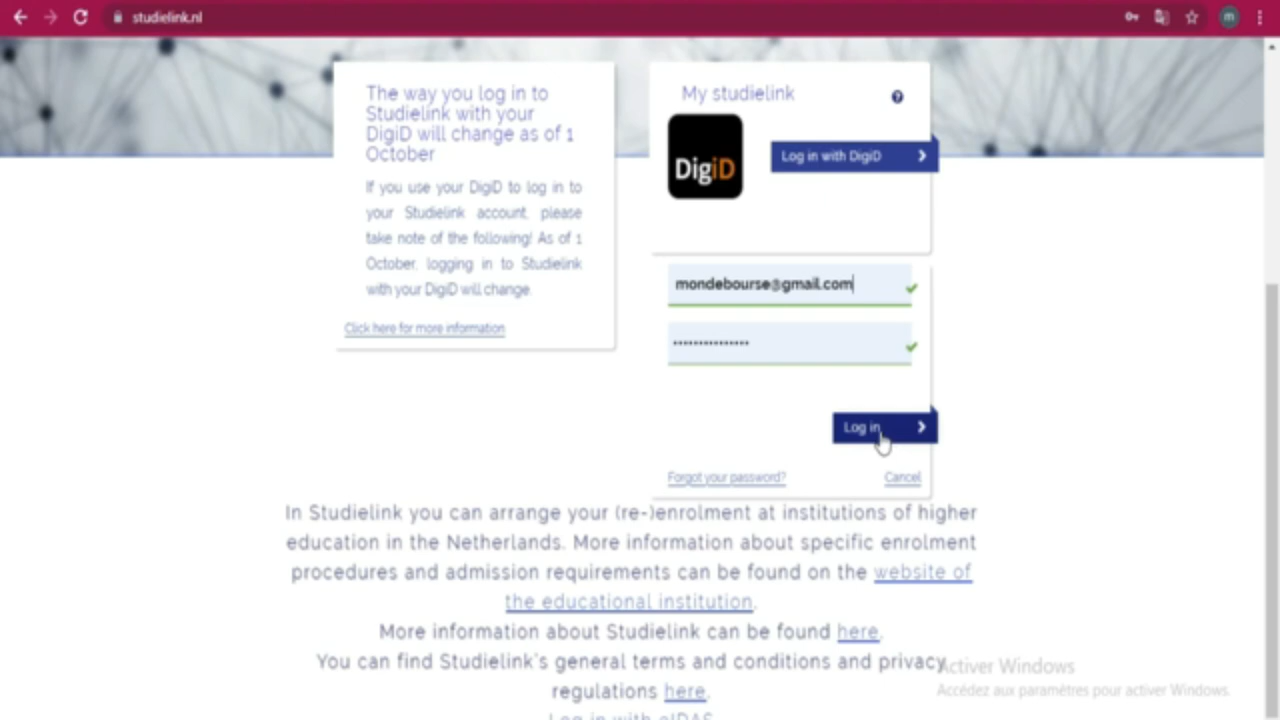 studielink.nl
m
The way you log in to
Studielink with your
DigiD will change as of 1
October
If you use your DigiD to log in to
your Studielink account, please
take note of the following! As of 1
October, logging in to Studielink
with your DigiD will change.
Click here for more information
My studielink
?
DigiD
Log in with DigiD
mondebourse@gmail.com
Log in
Forgot your password?
Cancel
In Studielink you can arrange your (re-)enrolment at institutions of higher
education in the Netherlands. More information about specific enrolment
procedures and admission requirements can be found on the website of
the educational institution.
More information about Studielink can be found here.
You can find Studielink's general terms and conditions and privacy
regulations here.
Log in with eIDAS
Activer Windows
Accédez aux paramètres pour activer Windows.